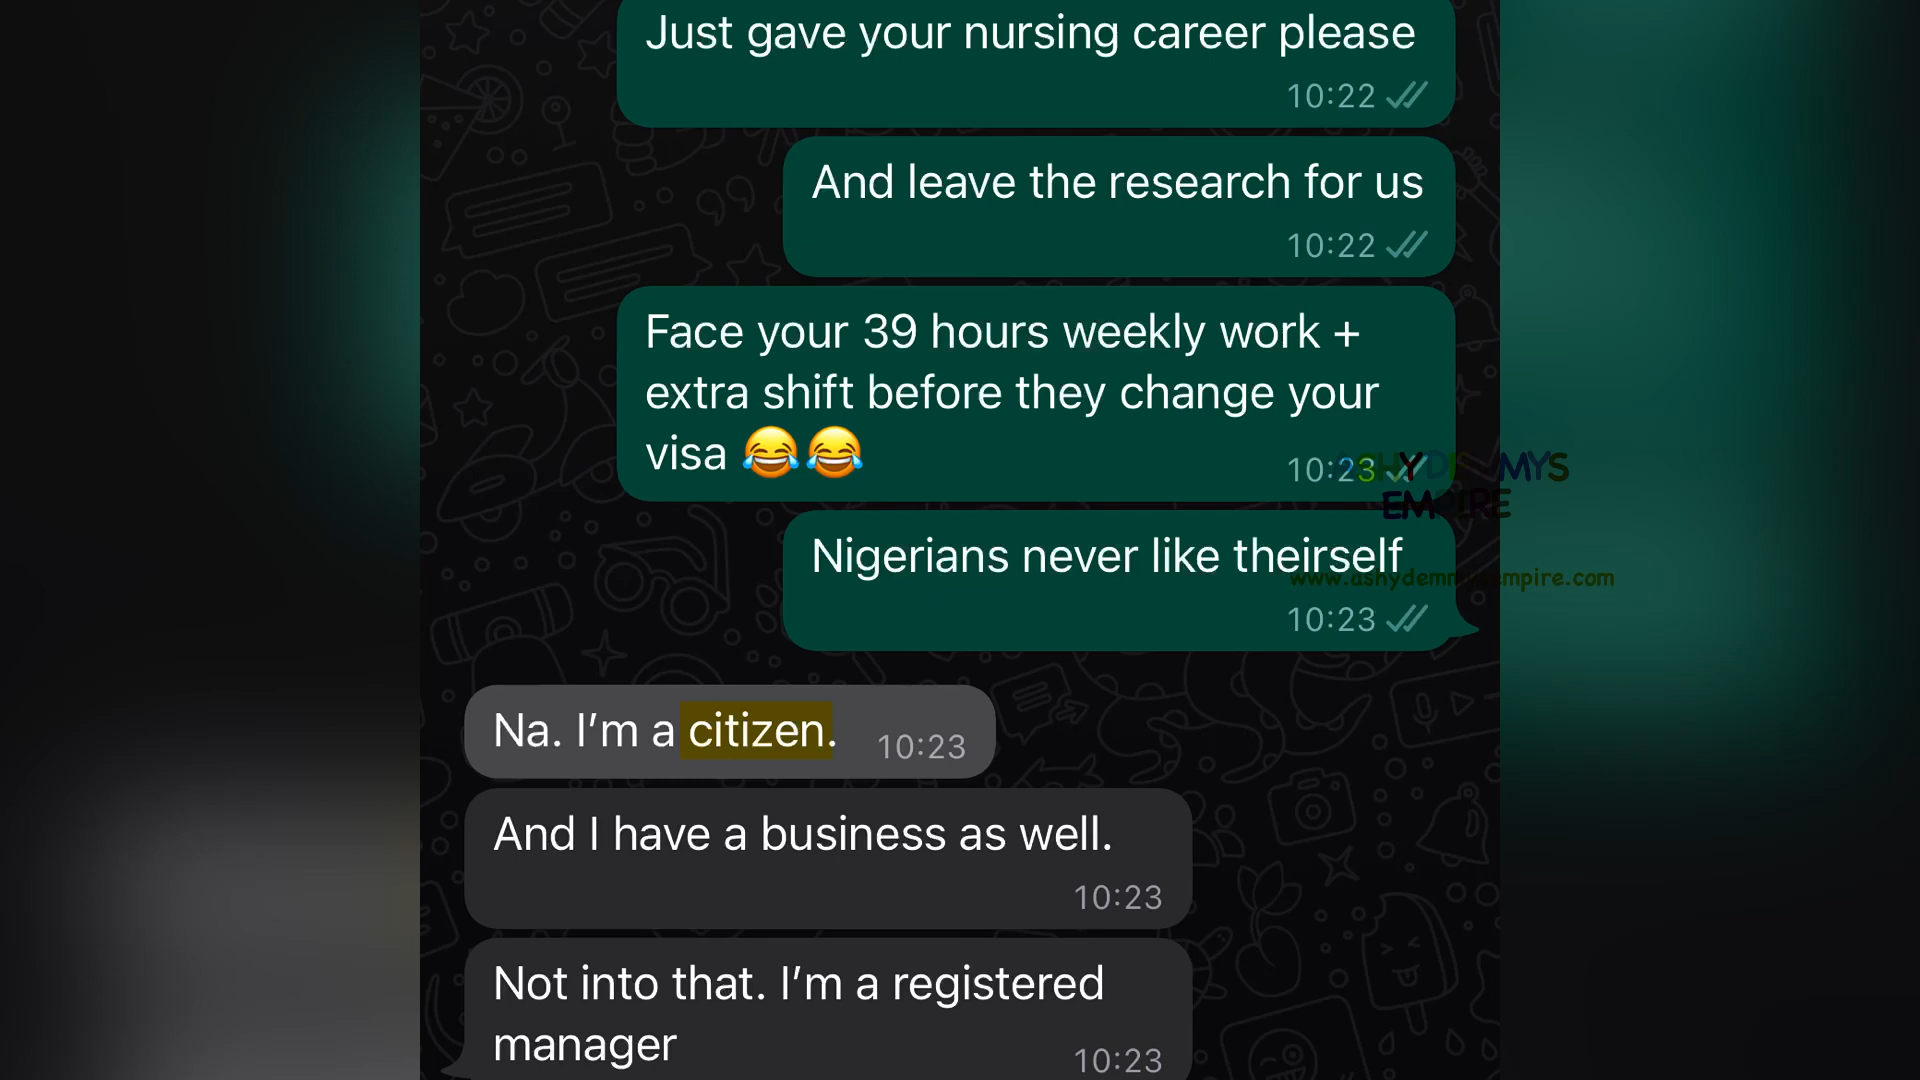 Just gave your nursing career please
10:22
And leave the research for us
10:22
Face your 39 hours weekly work +
extra shift before they change your
visa 😂😂
10:23
Nigerians never like theirself
10:23
EMPIRE
Na. I'm a citizen.
10:23
And I have a business as well.
10:23
Not into that. I'm a registered
manager
10:23